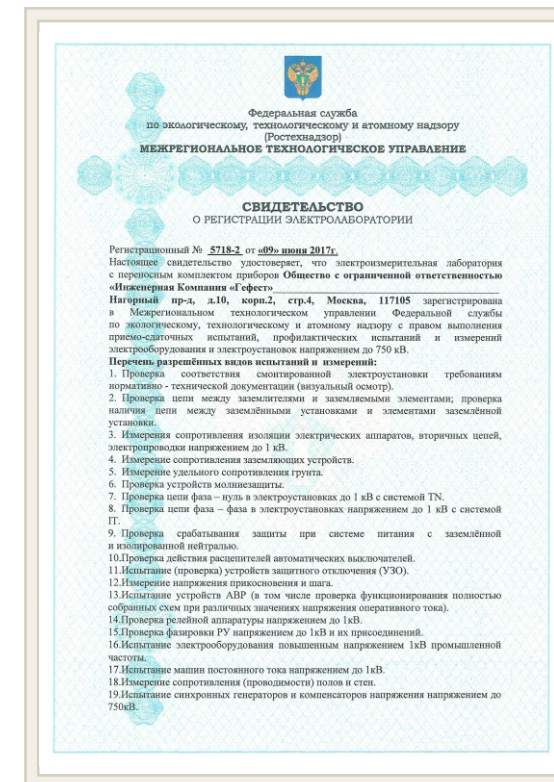 Федеральная служба
по экологическому, технологическому и атомному надзору
(Ростехнадзор)
МЕЖРЕГИОНАЛЬНОЕ ТЕХНОЛОГИЧЕСКОЕ УПРАВЛЕНИЕ
СВИДЕТЕЛЬСТВО
О РЕГИСТРАЦИИ ЭЛЕКТРОЛАБОРАТОРИИ
Регистрационный № 5718-2 от «09» июня 2017г.
Настоящее свидетельство удостоверяет, что электроизмерительная лаборатория
с переносным комплектом приборов Общество с ограниченной ответственностью
«Инженерная Компания «Гефест»
Нагорный пр-д, д.10, корп.2, стр.4, Москва, 117105 зарегистрирована
в Межрегиональном технологическом управлении Федеральной службы
по экологическому, технологическому и атомному надзору с правом выполнения
приемо-сдаточных испытаний, профилактических испытаний и измерений
электрооборудования и электроустановок напряжением до 750 кВ.
Перечень разрешённых видов испытаний и измерений:
1. Проверка соответствия смонтированной электроустановки требованиям
нормативно - технической документации (визуальный осмотр).
2. Проверка цепи между заземлителями и заземляемыми элементами; проверка
наличия цепи между заземлёнными установками и элементами заземлённой
установки.
3. Измерения сопротивления изоляции электрических аппаратов, вторичных цепей,
электропроводки напряжением до 1 кВ.
4. Измерение сопротивления заземляющих устройств.
5. Измерение удельного сопротивления грунта.
6. Проверка устройств молниезащиты.
7. Проверка цепи фаза – нуль в электроустановках до 1 кВ с системой TN.
8. Проверка цепи фаза – фаза в электроустановках напряжением до 1 кВ с системой
IT.
9. Проверка срабатывания защиты при системе питания с заземлённой
и изолированной нейтралью.
10.Проверка действия расцепителей автоматических выключателей.
11.Испытание (проверка) устройств защитного отключения (УЗО).
12.Измерение напряжения прикосновения и шага.
13.Испытание устройств АВР (в том числе проверка функционирования полностью
собранных схем при различных значениях напряжения оперативного тока).
14.Проверка релейной аппаратуры напряжением до 1кВ.
15.Проверка фазировки РУ напряжением до 1кВ и их присоединений.
16.Испытание электрооборудования повышенным напряжением 1кВ промышленной
частоты.
17.Испытание машин постоянного тока напряжением до 1кВ.
18.Измерение сопротивления (проводимости) полов и стен.
19.Испытание синхронных генераторов и компенсаторов напряжения напряжением до
750кВ.